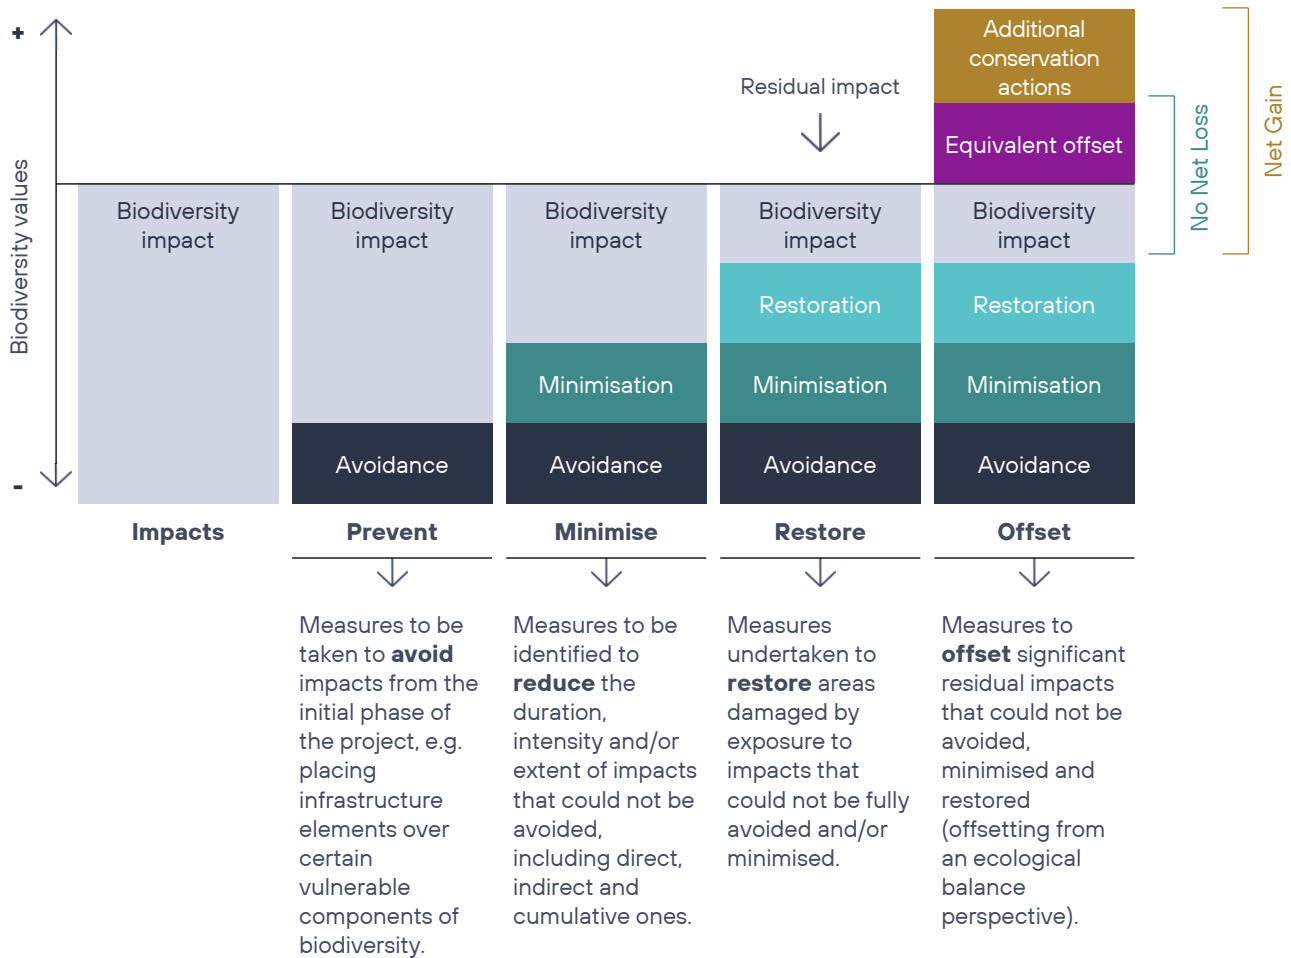 +
Biodiversity values
-
Residual impact
Additional
conservation
actions
Equivalent offset
No Net Loss
Net Gain
Biodiversity
impact
Biodiversity
impact
Avoidance
Biodiversity
impact
Minimisation
Avoidance
Biodiversity
impact
Restoration
Minimisation
Avoidance
Biodiversity
impact
Restoration
Minimisation
Avoidance
Impacts
Prevent
Measures to be
taken to avoid
impacts from the
initial phase of
the project, e.g.
placing
infrastructure
elements over
certain
vulnerable
components of
biodiversity.
Minimise
Measures to be
identified to
reduce the
duration,
intensity and/or
extent of impacts
that could not be
avoided,
including direct,
indirect and
cumulative ones.
Restore
Measures
undertaken to
restore areas
damaged by
exposure to
impacts that
could not be fully
avoided and/or
minimised.
Offset
Measures to
offset significant
residual impacts
that could not be
avoided,
minimised and
restored
(offsetting from
an ecological
balance
perspective).